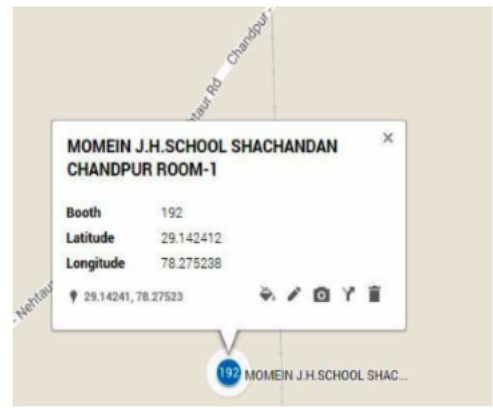 Chandpur -
Nehtaur Rd
MOMEIN J.H.SCHOOL SHACHANDAN
CHANDPUR ROOM-1
Booth 192
Latitude 29.142412
Longitude 78.275238
29.14241, 78.27523
- Nehtaur
192 MOMEIN J.H.SCHOOL SHAC...